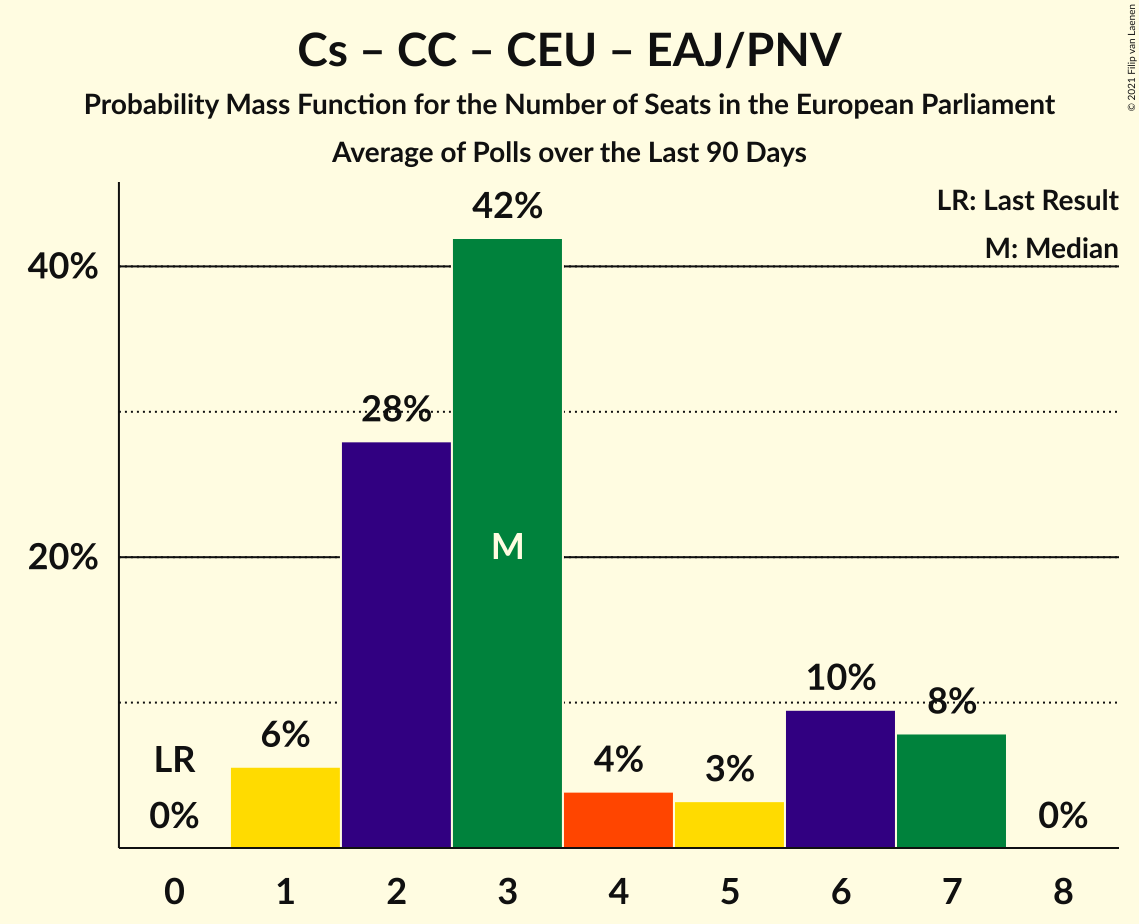 Cs – CC – CEU – EAJ/PNV
Probability Mass Function for the Number of Seats in the European Parliament
Average of Polls over the Last 90 Days
© 2021 Filip van Laenen
LR: Last Result
M: Median
40%
20%
LR
0%
6%
28%
42%
M
4%
3%
10%
8%
0%
0 1 2 3 4 5 6 7 8